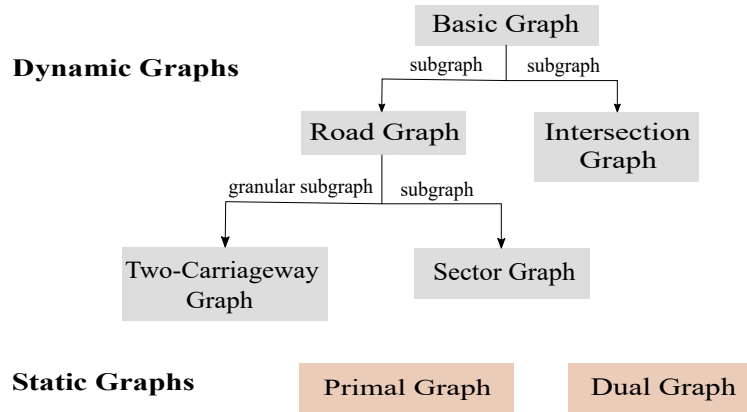 Basic Graph
Dynamic Graphs
subgraph
subgraph
Road Graph
Intersection
Graph
granular subgraph
subgraph
Two-Carriageway
Graph
Sector Graph
Static Graphs
Primal Graph
Dual Graph